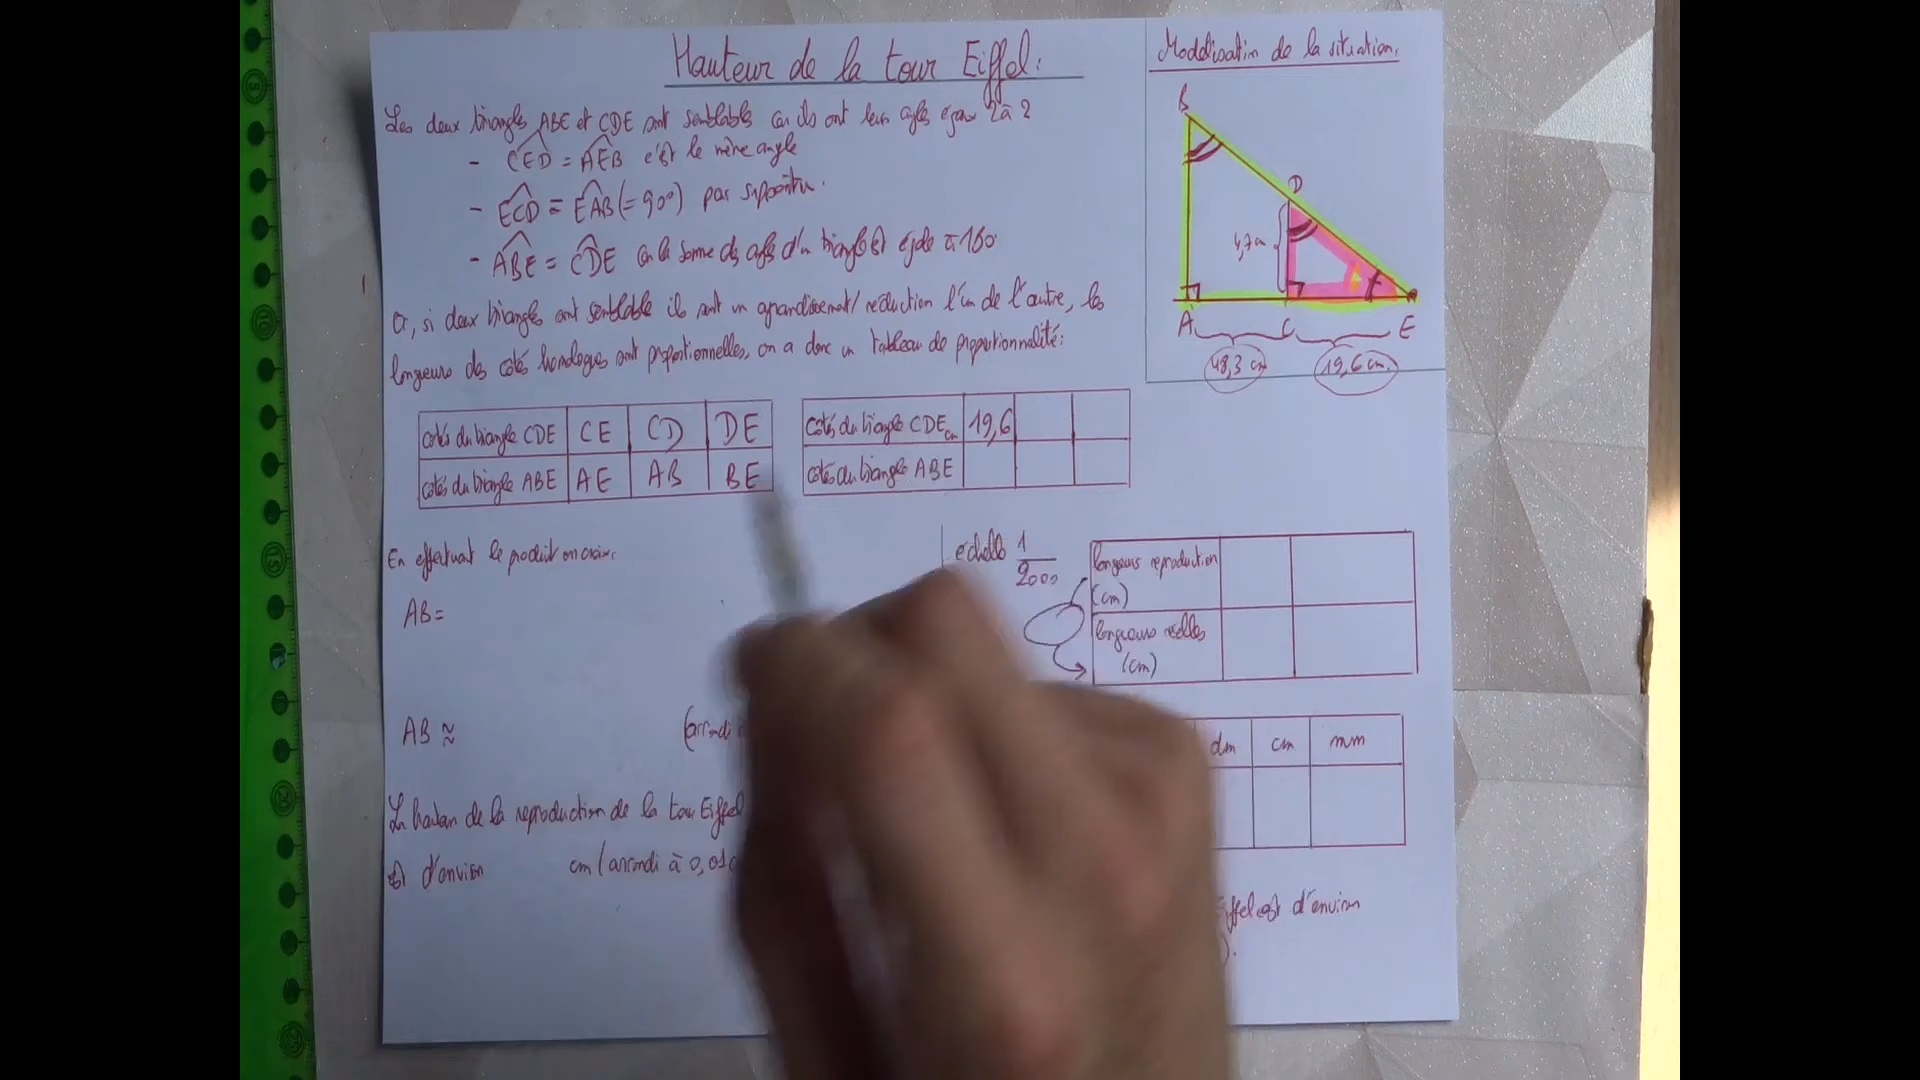 Hauteur de la tour Eiffel:
Les deux triangles ABE et CDE sont semblables car ils ont leurs angles égaux 2 à 2
- CED = AEB c'est le même angle
- ECD = EAB (= 90°) par
- ABE = CDE car la somme des angles d'un triangle est égale à 180
Or, si deux triangles sont semblable ils sont un agrandissement/réduction l'un de l'autre, les
longueurs des côtés homologues sont proportionnelles, on a donc un tableau de proportionnalité:
Modélisation de la situation.
B
D
4,7 cm
A C E
48,3 cm 19,6 cm
côtés du triangle CDE CE CD DE
côtés du triangle ABE AE AB BE
côtés du triangle CDE cm 19,6
côtés du triangle ABE
En effectuant le produit en croix.
AB=
AB ≈ (arrondi
La hauteur de la reproduction de la tour Eiffel
est d'environ cm (arrondi à 0,01
échelle 1/2000
longueurs reproduction
(cm)
longueurs réelles
(cm)
dm cm mm
est d'environ
).